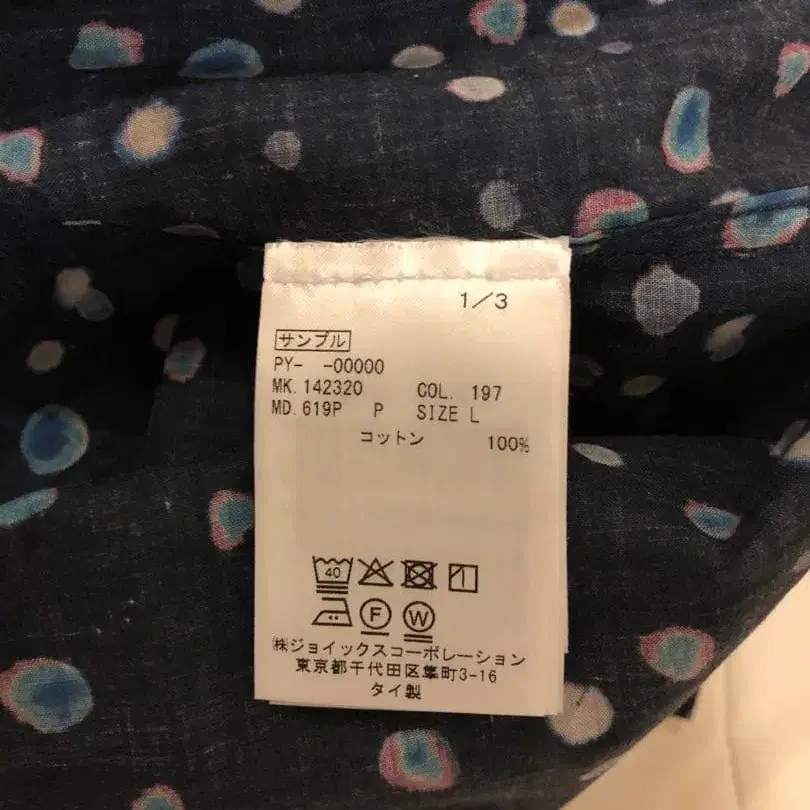 1/3
サンプル
PY- -00000
MK. 142320 COL. 197
MD. 619P P SIZE L
コットン 100%
40
F W
㈱ジョイックスコーポレーション
東京都千代田区隼町3-16
タイ製